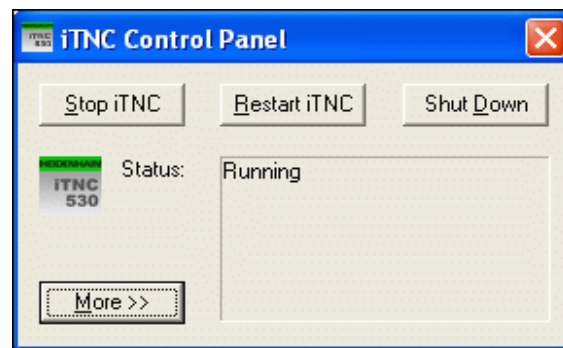 iTNC 530
iTNC Control Panel
Stop iTNC
Restart iTNC
Shut Down
HEIDENHAIN
iTNC
530
Status:
Running
More >>